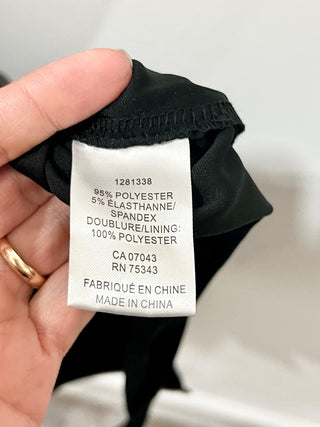 1281338
95% POLYESTER
5% ÉLASTHANNE/
SPANDEX
DOUBLURE/LINING:
100% POLYESTER
CA 07043
RN 75343
FABRIQUÉ EN CHINE
MADE IN CHINA